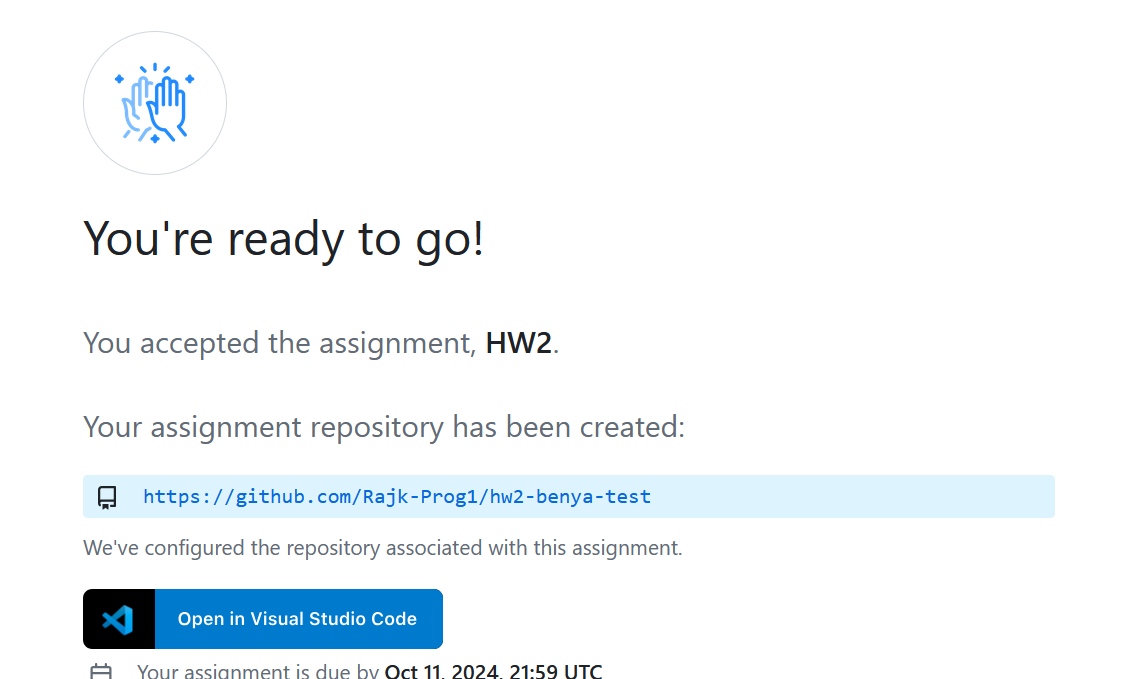 You're ready to go!
You accepted the assignment, HW2.
Your assignment repository has been created:
https://github.com/Rajk-Prog1/hw2-benya-test
We've configured the repository associated with this assignment.
Open in Visual Studio Code
Your assignment is due by Oct 11, 2024, 21:59 UTC